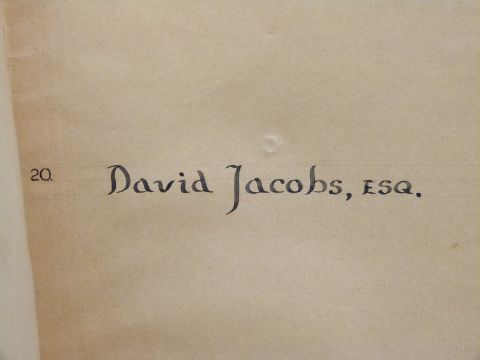 20. David Jacobs, ESQ.